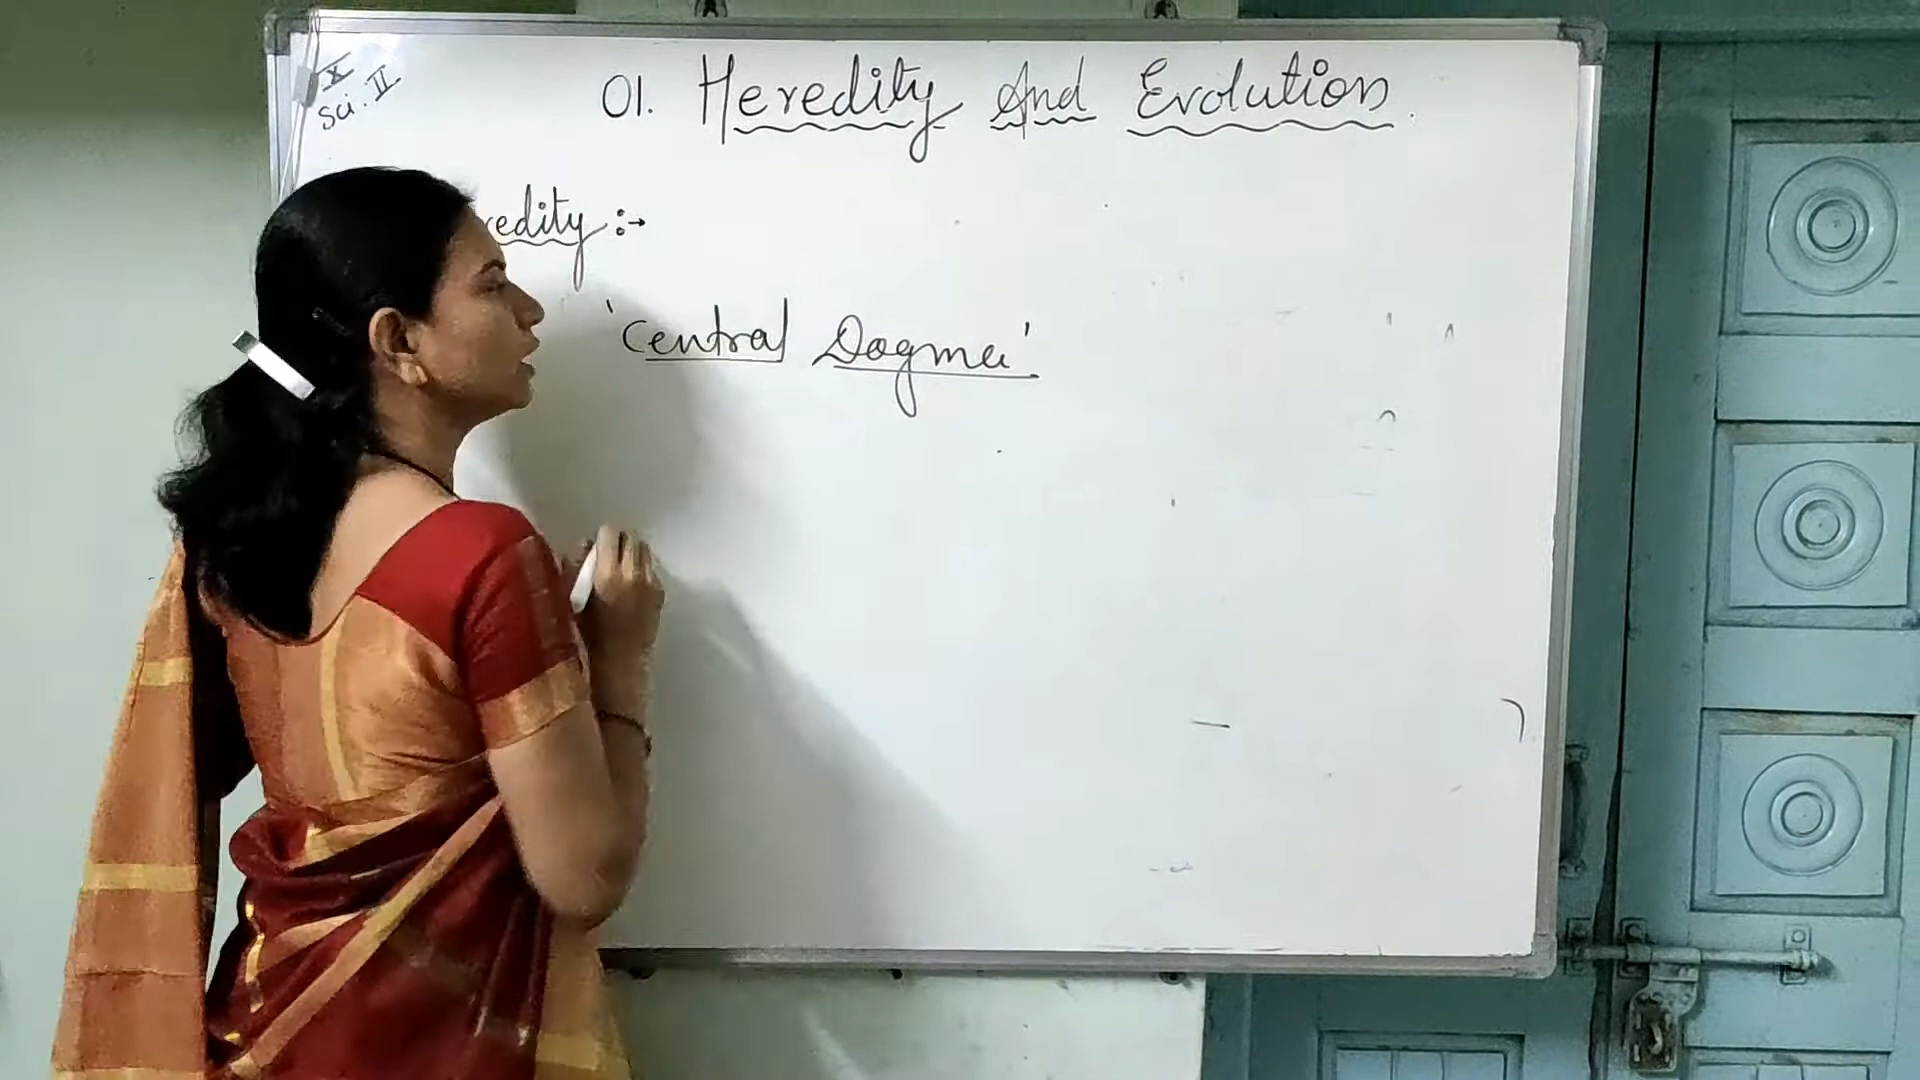 X
Sci. II
01. Heredity And Evolution.
redity :→
'Central Dogma'